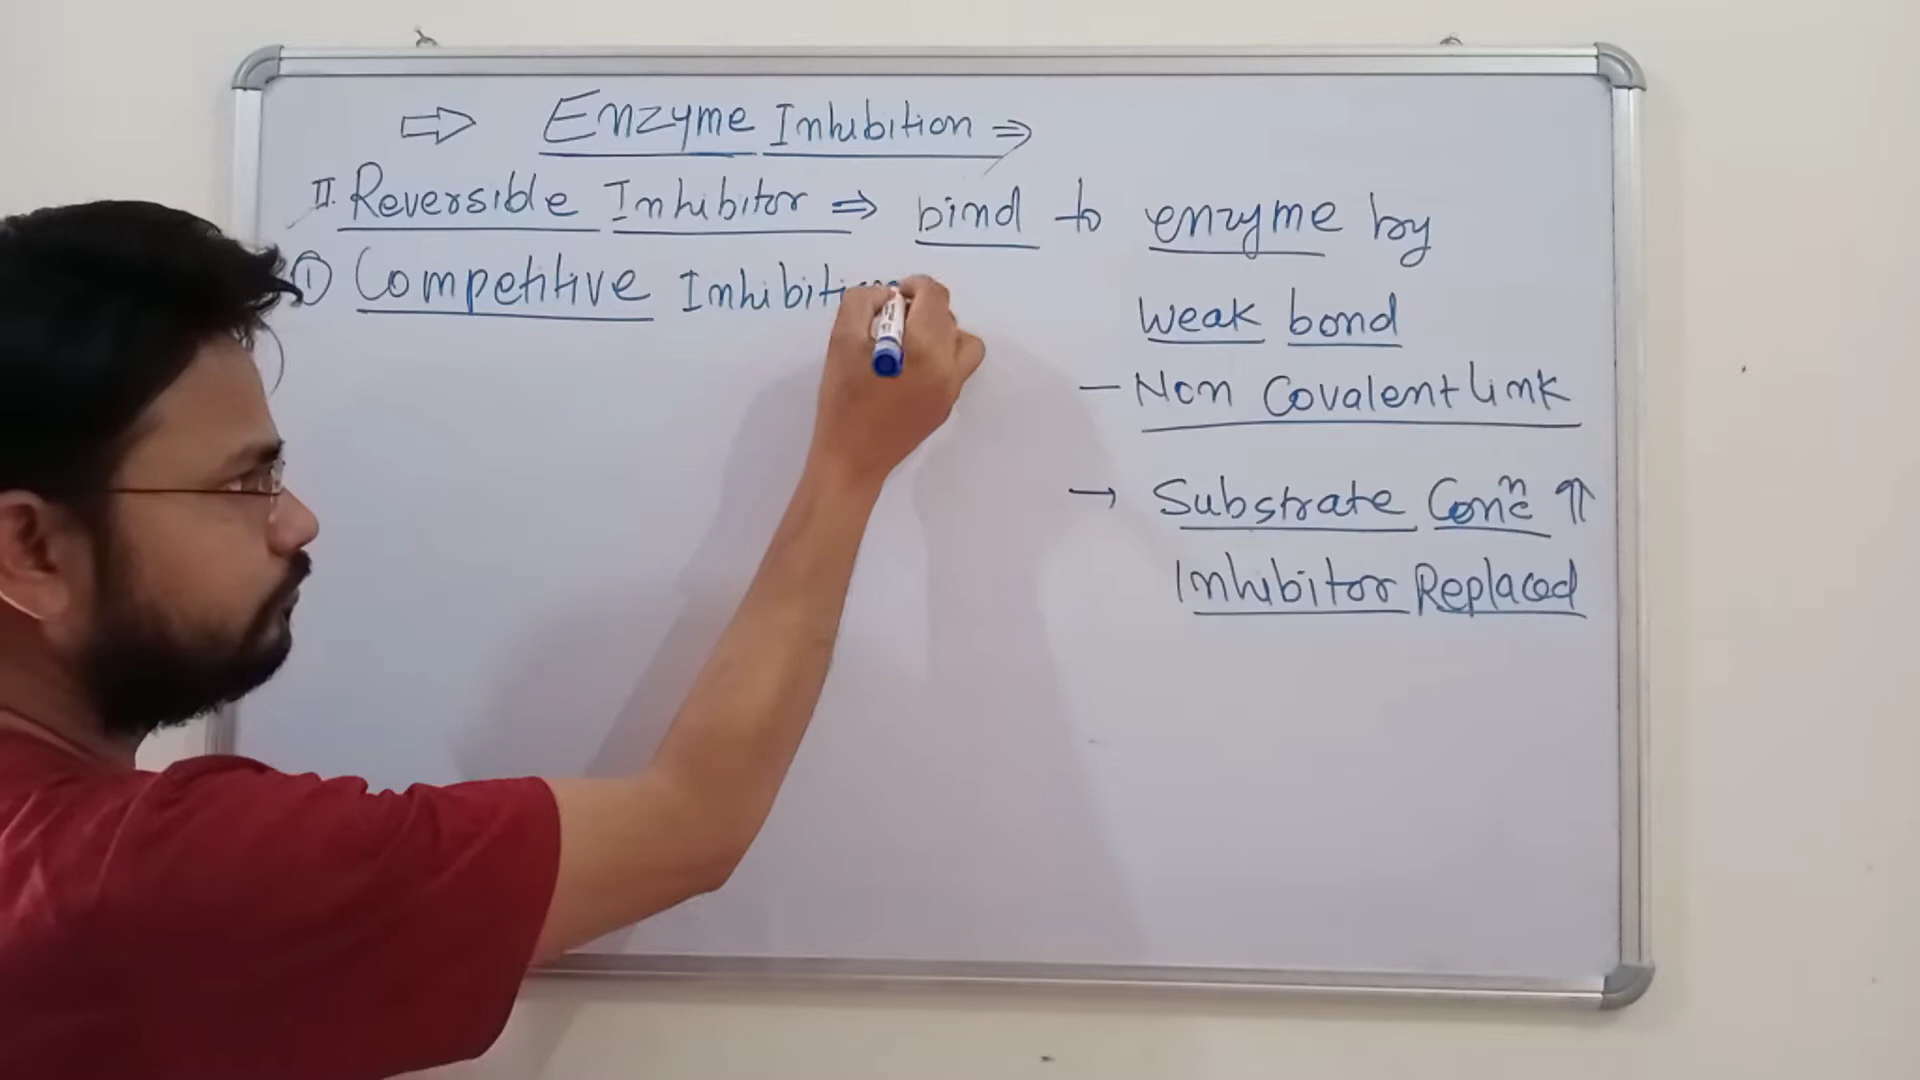 ⇒ Enzyme Inhibition ⇒
II. Reversible Inhibitor ⇒ bind to enzyme by
weak bond
- Non Covalent link
→ Substrate Concn ⇑
Inhibitor Replaced
① Competitive Inhibition